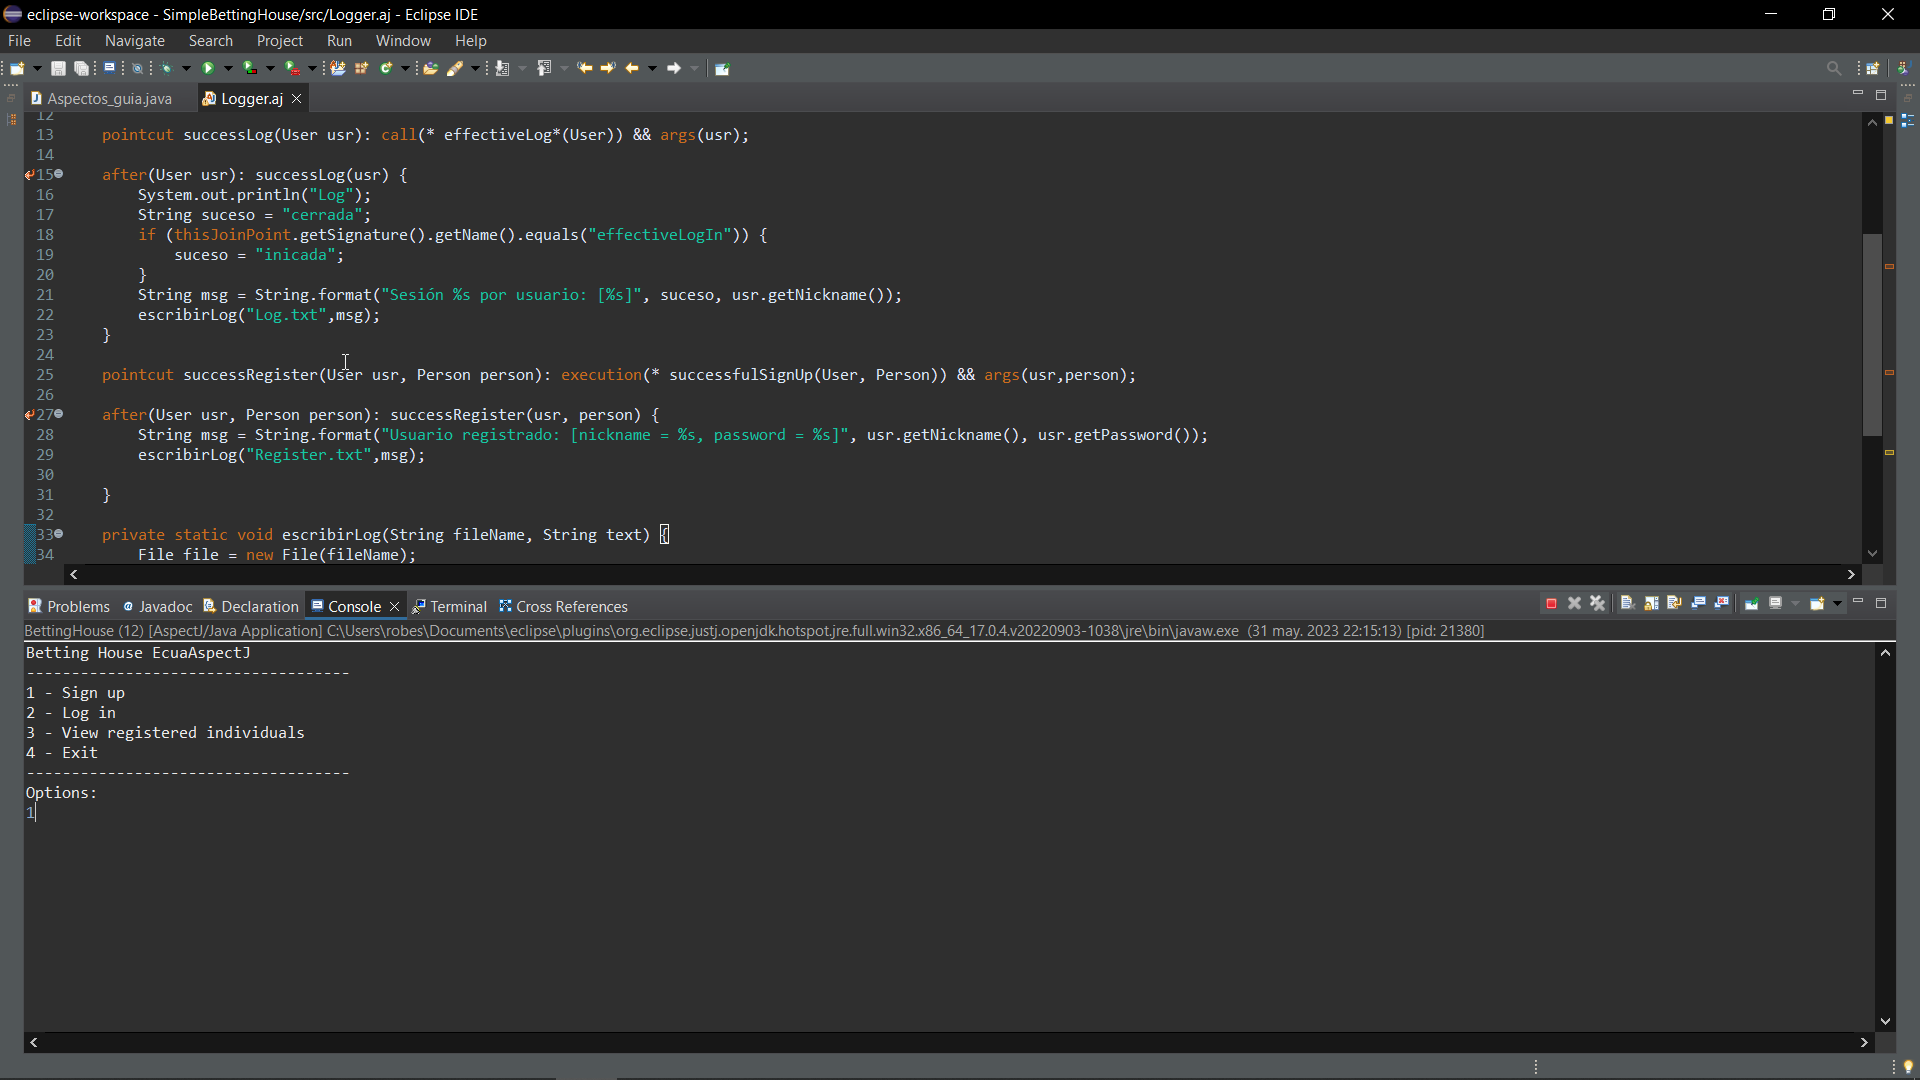 eclipse-workspace - SimpleBettingHouse/src/Logger.aj - Eclipse IDE
File Edit Navigate Search Project Run Window Help
Aspectos_guia.java Logger.aj
12
13 pointcut successLog(User usr): call(* effectiveLog*(User)) && args(usr);
14
15 after(User usr): successLog(usr) {
16 System.out.println("Log");
17 String suceso = "cerrada";
18 if (thisJoinPoint.getSignature().getName().equals("effectiveLogIn")) {
19 suceso = "inicada";
20 }
21 String msg = String.format("Sesión %s por usuario: [%s]", suceso, usr.getNickname());
22 escribirLog("Log.txt",msg);
23 }
24
25 pointcut successRegister(User usr, Person person): execution(* successfulSignUp(User, Person)) && args(usr,person);
26
27 after(User usr, Person person): successRegister(usr, person) {
28 String msg = String.format("Usuario registrado: [nickname = %s, password = %s]", usr.getNickname(), usr.getPassword());
29 escribirLog("Register.txt",msg);
30
31 }
32
33 private static void escribirLog(String fileName, String text) {
34 File file = new File(fileName);
Problems Javadoc Declaration Console Terminal Cross References
BettingHouse (12) [AspectJ/Java Application] C:\Users\robes\Documents\eclipse\plugins\org.eclipse.justj.openjdk.hotspot.jre.full.win32.x86_64_17.0.4.v20220903-1038\jre\bin\javaw.exe (31 may. 2023 22:15:13) [pid: 21380]
Betting House EcuaAspectJ
------------------------------------
1 - Sign up
2 - Log in
3 - View registered individuals
4 - Exit
------------------------------------
Options:
1